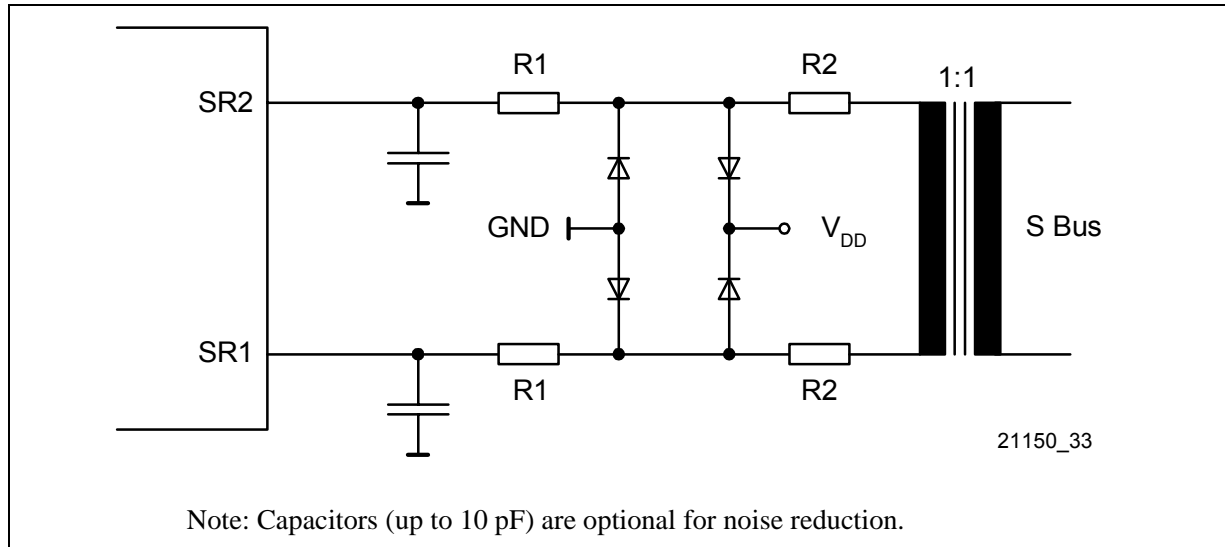 R1 R2 1:1
SR2
GND V_DD S Bus
SR1
R1 R2
21150_33
Note: Capacitors (up to 10 pF) are optional for noise reduction.